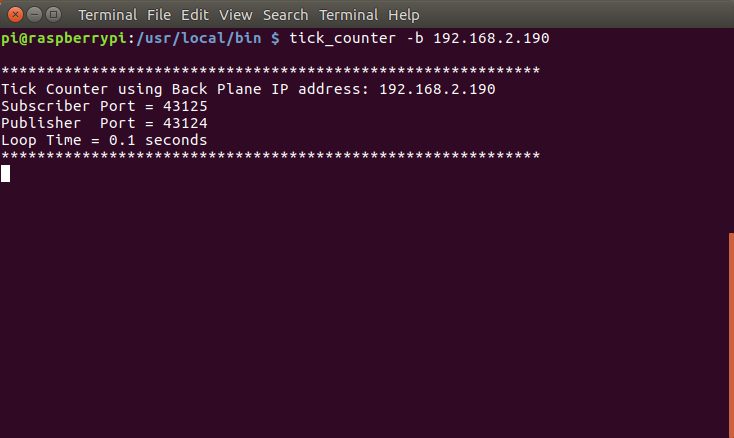 Terminal File Edit View Search Terminal Help
pi@raspberrypi:/usr/local/bin $ tick_counter -b 192.168.2.190
************************************************************
Tick Counter using Back Plane IP address: 192.168.2.190
Subscriber Port = 43125
Publisher  Port = 43124
Loop Time = 0.1 seconds
************************************************************